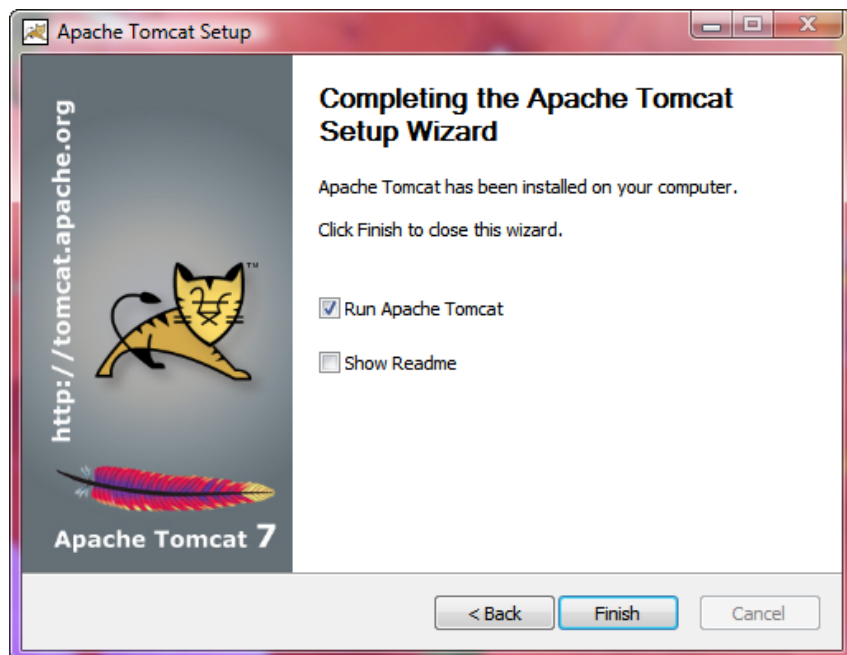 Apache Tomcat Setup
http://tomcat.apache.org
TM
Apache Tomcat 7
Completing the Apache Tomcat
Setup Wizard
Apache Tomcat has been installed on your computer.
Click Finish to close this wizard.
Run Apache Tomcat
Show Readme
< Back
Finish
Cancel